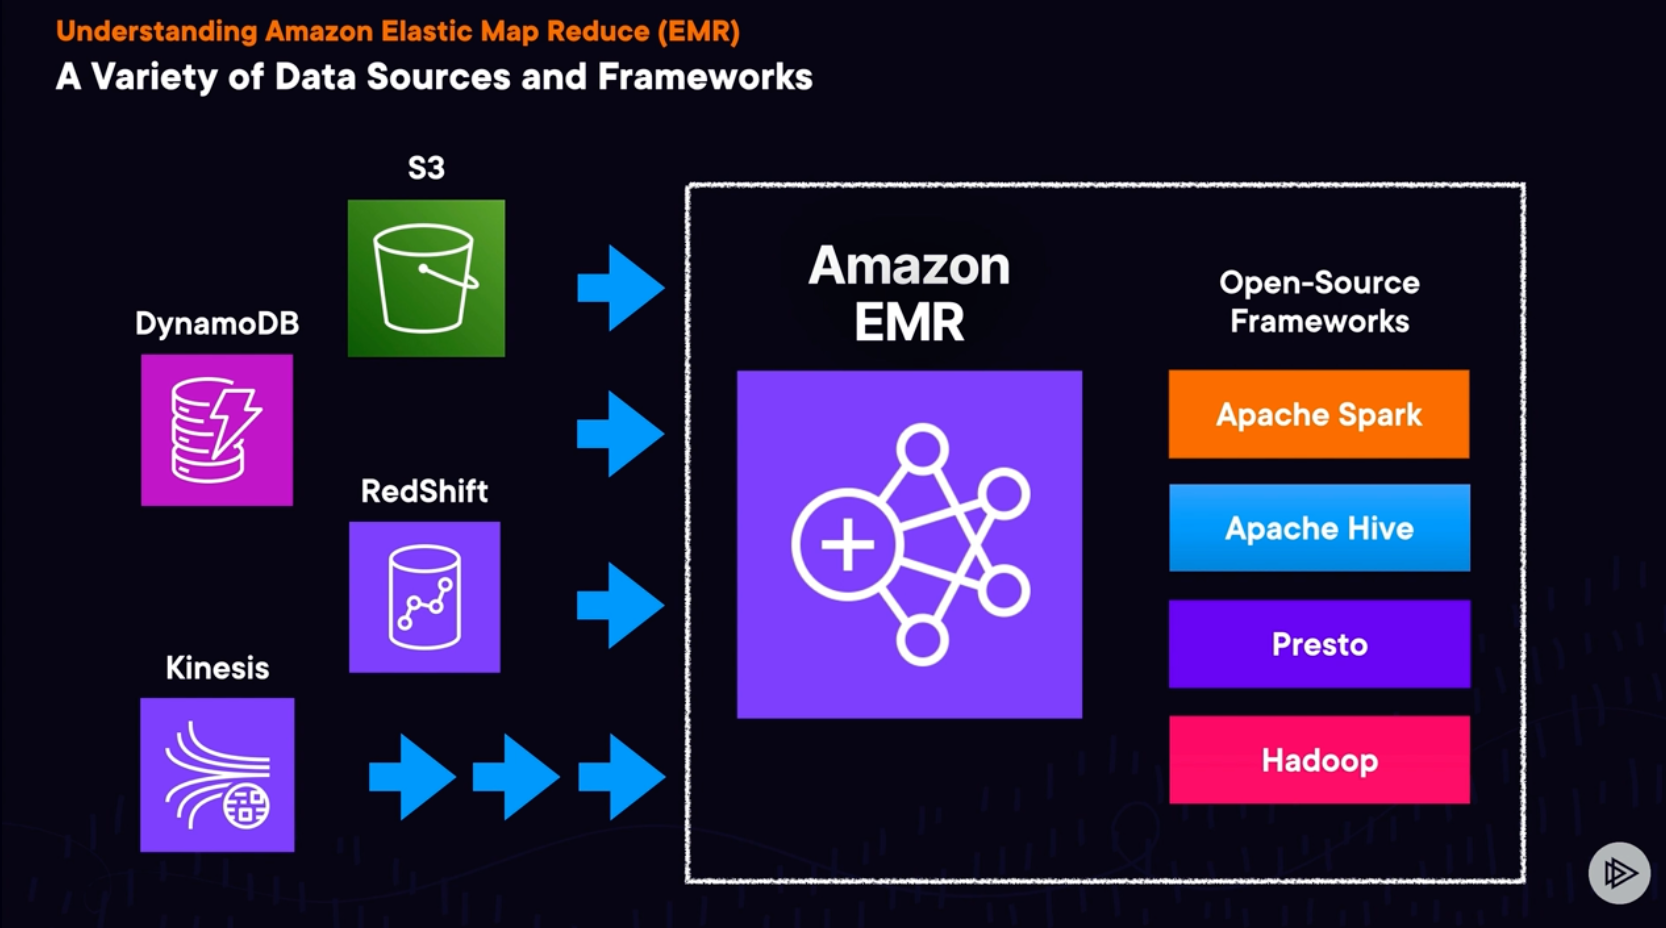 Understanding Amazon Elastic Map Reduce (EMR)
A Variety of Data Sources and Frameworks
S3
DynamoDB
RedShift
Kinesis
Amazon
EMR
Open-Source
Frameworks
Apache Spark
Apache Hive
Presto
Hadoop